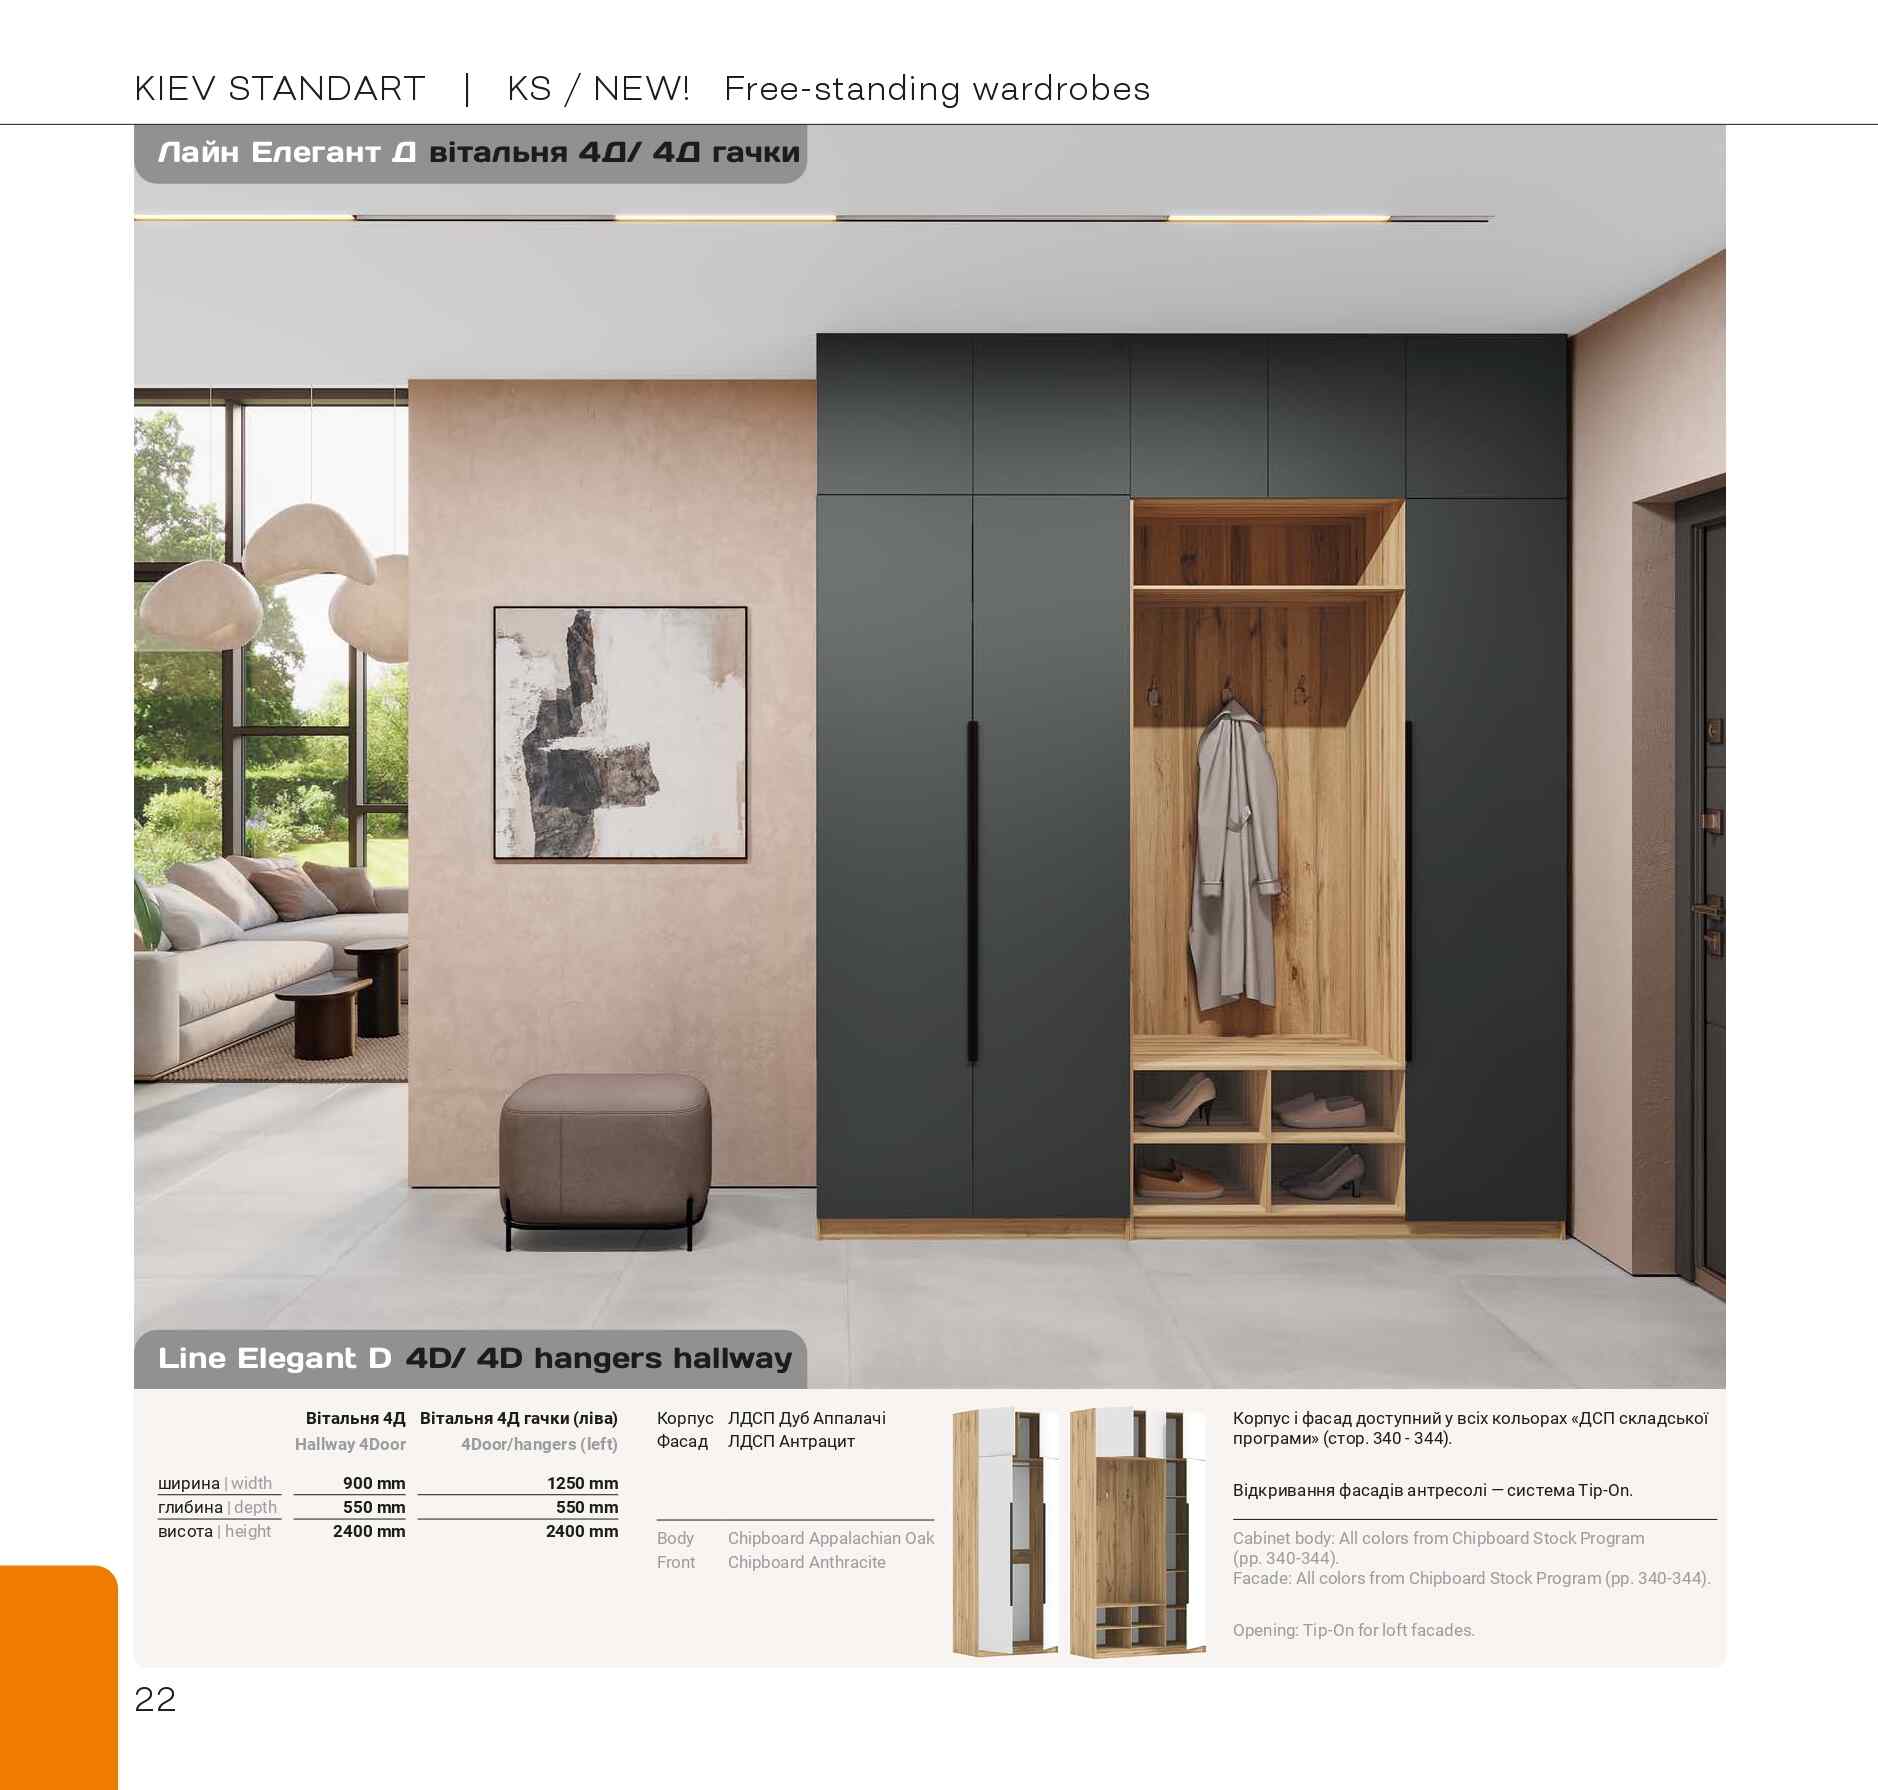 KIEV STANDART | KS / NEW! Free-standing wardrobes
Лайн Елегант Д вітальня 4Д/ 4Д гачки
Line Elegant D 4D/ 4D hangers hallway
Вітальня 4Д Вітальня 4Д гачки (ліва)
Hallway 4Door 4Door/hangers (left)
ширина | width 900 mm 1250 mm
глибина | depth 550 mm 550 mm
висота | height 2400 mm 2400 mm
Корпус ЛДСП Дуб Аппалачі
Фасад ЛДСП Антрацит
Body Chipboard Appalachian Oak
Front Chipboard Anthracite
Корпус і фасад доступний у всіх кольорах «ДСП складської
програми» (стор. 340 - 344).
Відкривання фасадів антресолі — система Tip-On.
Cabinet body: All colors from Chipboard Stock Program
(pp. 340-344).
Facade: All colors from Chipboard Stock Program (pp. 340-344).
Opening: Tip-On for loft facades.
22